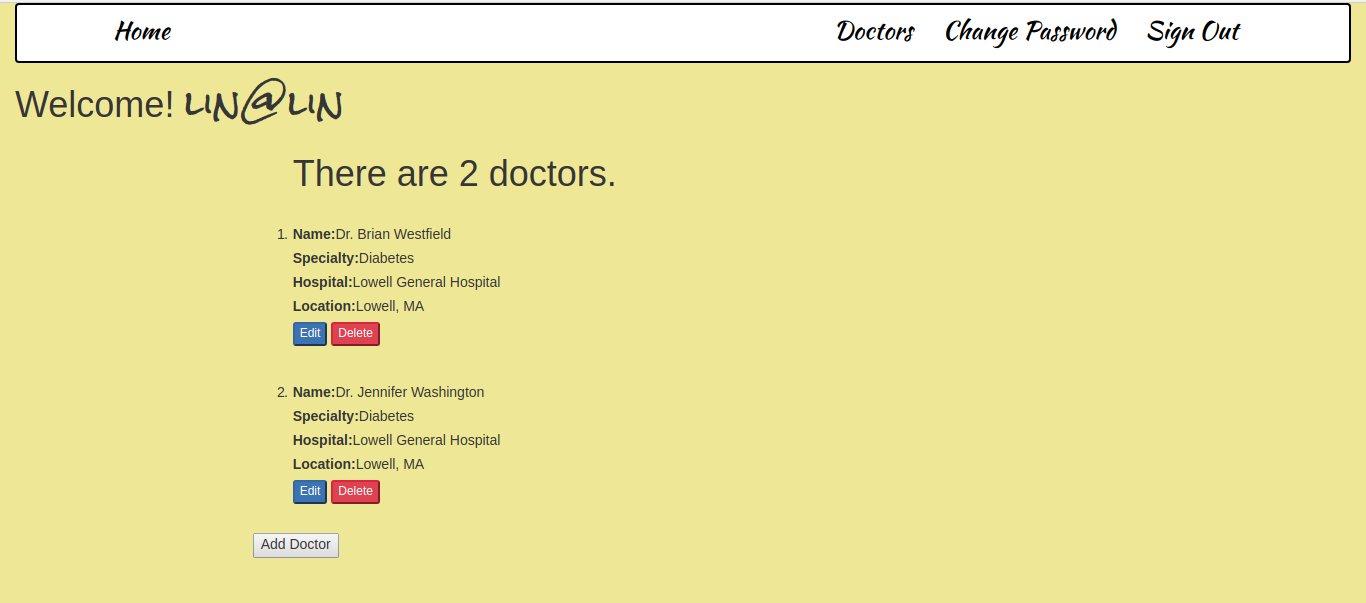 Home Doctors Change Password Sign Out
Welcome! LIN@LIN
There are 2 doctors.
1. Name:Dr. Brian Westfield
Specialty:Diabetes
Hospital:Lowell General Hospital
Location:Lowell, MA
Edit Delete
2. Name:Dr. Jennifer Washington
Specialty:Diabetes
Hospital:Lowell General Hospital
Location:Lowell, MA
Edit Delete
Add Doctor